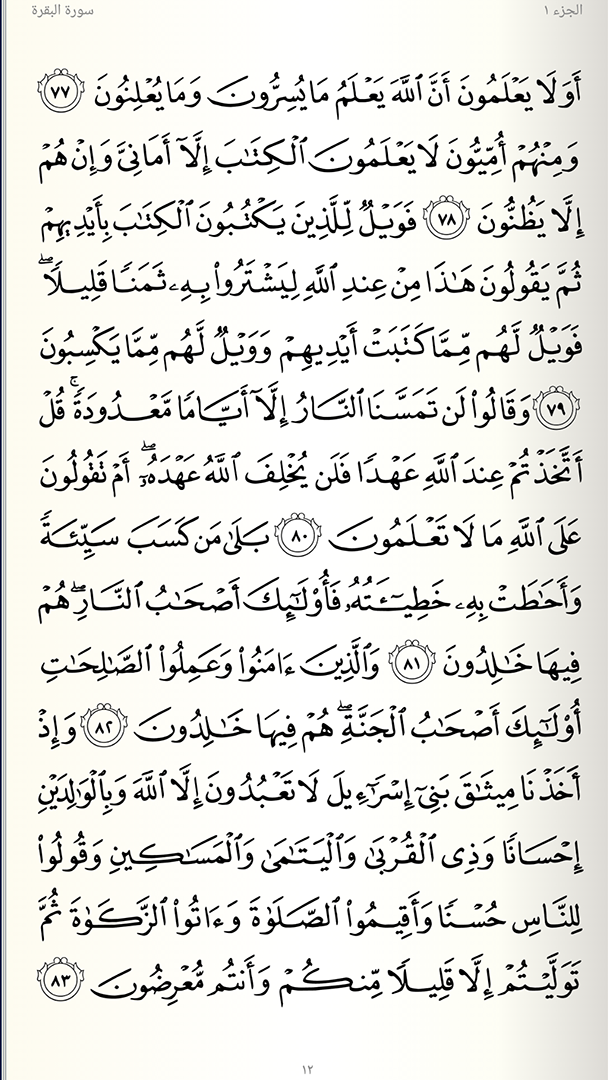 الجزء ١
سورة البقرة
أَوَلَا يَعْلَمُونَ أَنَّ ٱللَّهَ يَعْلَمُ مَا يُسِرُّونَ وَمَا يُعْلِنُونَ ٧٧
وَمِنْهُمْ أُمِّيُّونَ لَا يَعْلَمُونَ ٱلْكِتَٰبَ إِلَّآ أَمَانِىَّ وَإِنْ هُمْ
إِلَّا يَظُنُّونَ ٧٨ فَوَيْلٌ لِّلَّذِينَ يَكْتُبُونَ ٱلْكِتَٰبَ بِأَيْدِيهِمْ
ثُمَّ يَقُولُونَ هَٰذَا مِنْ عِندِ ٱللَّهِ لِيَشْتَرُوا۟ بِهِۦ ثَمَنًا قَلِيلًا ۖ
فَوَيْلٌ لَّهُم مِّمَّا كَتَبَتْ أَيْدِيهِمْ وَوَيْلٌ لَّهُم مِّمَّا يَكْسِبُونَ
٧٩ وَقَالُوا۟ لَن تَمَسَّنَا ٱلنَّارُ إِلَّآ أَيَّامًا مَّعْدُودَةً ۚ قُلْ
أَتَّخَذْتُمْ عِندَ ٱللَّهِ عَهْدًا فَلَن يُخْلِفَ ٱللَّهُ عَهْدَهُۥٓ ۖ أَمْ تَقُولُونَ
عَلَى ٱللَّهِ مَا لَا تَعْلَمُونَ ٨٠ بَلَىٰ مَن كَسَبَ سَيِّئَةً
وَأَحَٰطَتْ بِهِۦ خَطِيٓـَٔتُهُۥ فَأُو۟لَٰٓئِكَ أَصْحَٰبُ ٱلنَّارِ ۖ هُمْ
فِيهَا خَٰلِدُونَ ٨١ وَٱلَّذِينَ ءَامَنُوا۟ وَعَمِلُوا۟ ٱلصَّٰلِحَٰتِ
أُو۟لَٰٓئِكَ أَصْحَٰبُ ٱلْجَنَّةِ ۖ هُمْ فِيهَا خَٰلِدُونَ ٨٢ وَإِذْ
أَخَذْنَا مِيثَٰقَ بَنِىٓ إِسْرَٰٓءِيلَ لَا تَعْبُدُونَ إِلَّا ٱللَّهَ وَبِٱلْوَٰلِدَيْنِ
إِحْسَانًا وَذِى ٱلْقُرْبَىٰ وَٱلْيَتَٰمَىٰ وَٱلْمَسَٰكِينِ وَقُولُوا۟
لِلنَّاسِ حُسْنًا وَأَقِيمُوا۟ ٱلصَّلَوٰةَ وَءَاتُوا۟ ٱلزَّكَوٰةَ ثُمَّ
تَوَلَّيْتُمْ إِلَّا قَلِيلًا مِّنكُمْ وَأَنتُم مُّعْرِضُونَ ٨٣
١٢